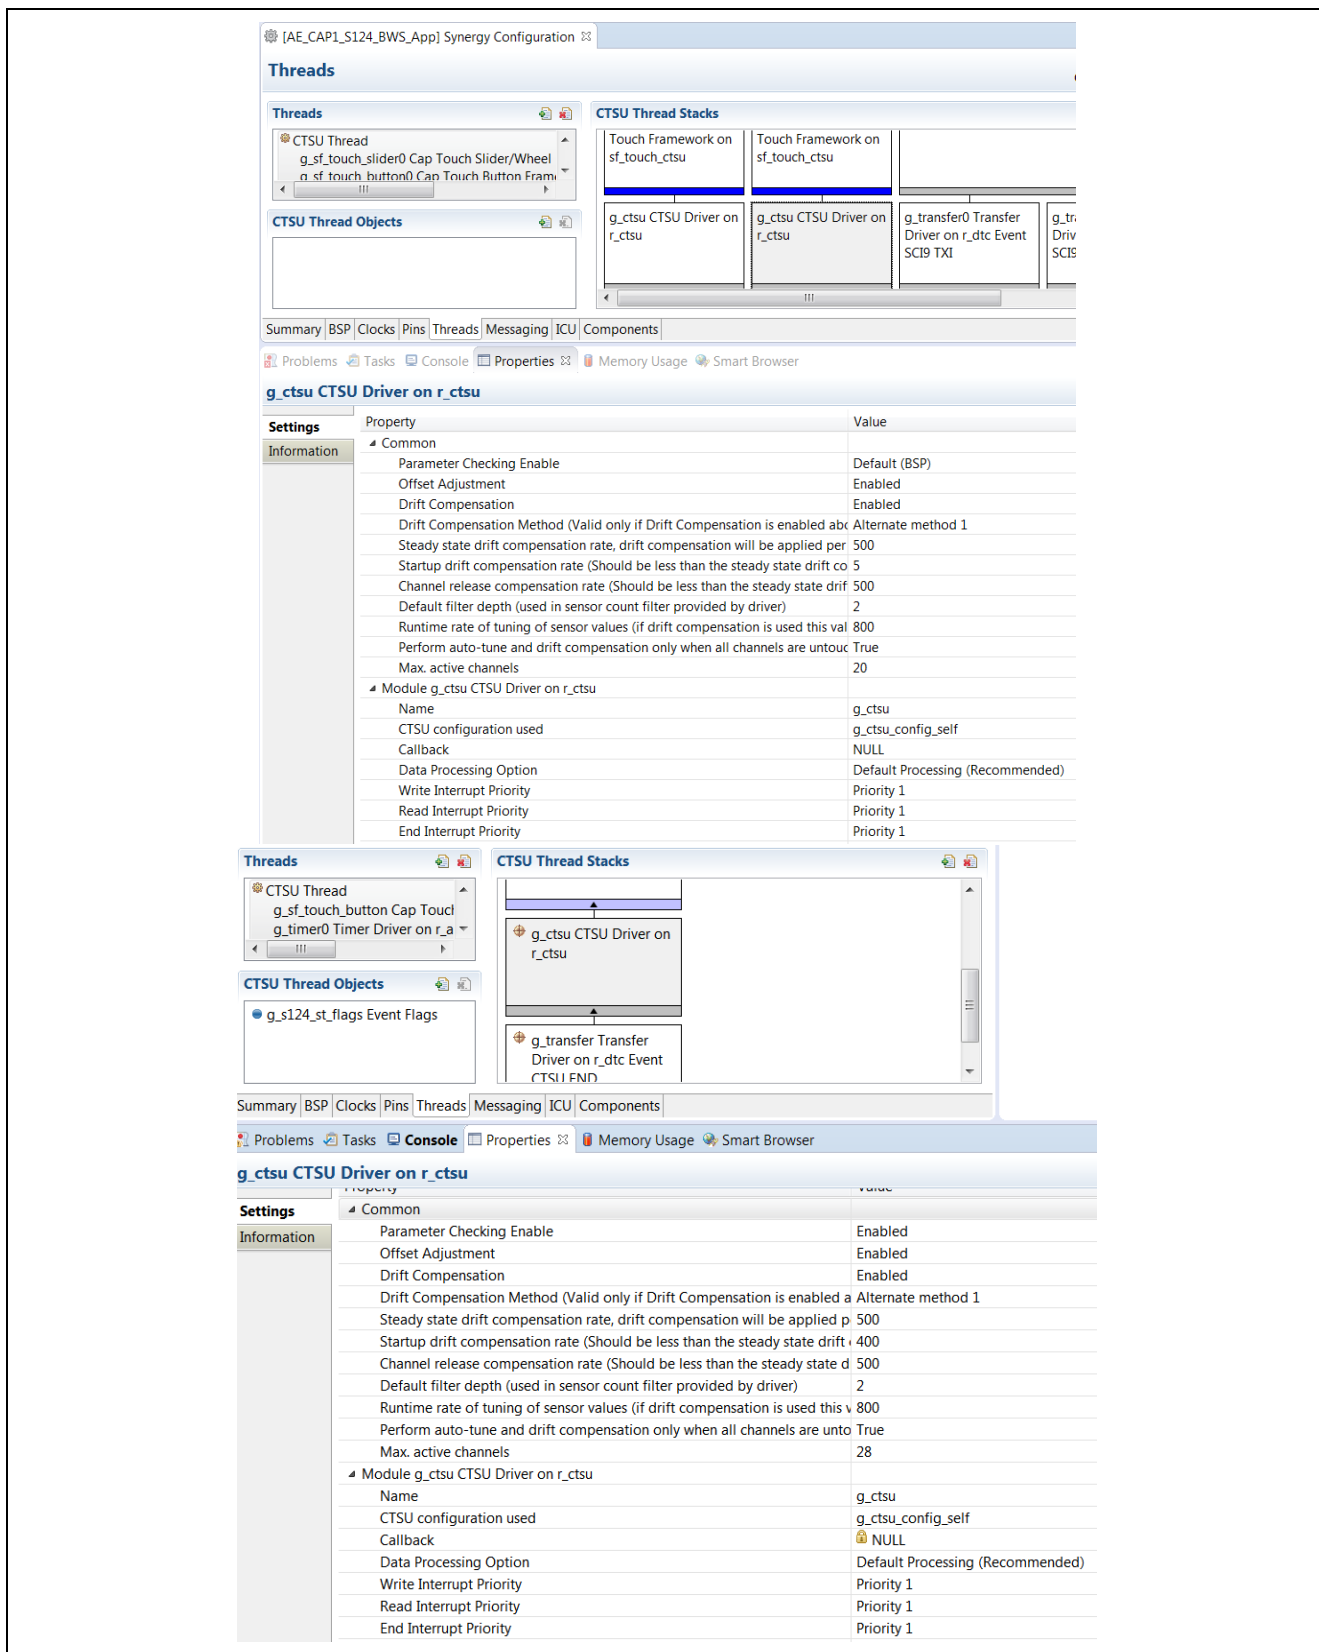 [AE_CAP1_S124_BWS_App] Synergy Configuration
Threads
Threads
CTSU Thread Stacks
CTSU Thread
g_sf_touch_slider0 Cap Touch Slider/Wheel
g_sf_touch_button0 Cap Touch Button Fram
Touch Framework on
sf_touch_ctsu
Touch Framework on
sf_touch_ctsu
CTSU Thread Objects
g_ctsu CTSU Driver on
r_ctsu
g_ctsu CTSU Driver on
r_ctsu
g_transfer0 Transfer
Driver on r_dtc Event
SCI9 TXI
g_tra
Driv
SCI9
Summary BSP Clocks Pins Threads Messaging ICU Components
Problems Tasks Console Properties Memory Usage Smart Browser
g_ctsu CTSU Driver on r_ctsu
Settings
Information
Property Value
Common
Parameter Checking Enable Default (BSP)
Offset Adjustment Enabled
Drift Compensation Enabled
Drift Compensation Method (Valid only if Drift Compensation is enabled abo Alternate method 1
Steady state drift compensation rate, drift compensation will be applied per 500
Startup drift compensation rate (Should be less than the steady state drift co 5
Channel release compensation rate (Should be less than the steady state drif 500
Default filter depth (used in sensor count filter provided by driver) 2
Runtime rate of tuning of sensor values (if drift compensation is used this val 800
Perform auto-tune and drift compensation only when all channels are untouc True
Max. active channels 20
Module g_ctsu CTSU Driver on r_ctsu
Name g_ctsu
CTSU configuration used g_ctsu_config_self
Callback NULL
Data Processing Option Default Processing (Recommended)
Write Interrupt Priority Priority 1
Read Interrupt Priority Priority 1
End Interrupt Priority Priority 1
Threads
CTSU Thread Stacks
CTSU Thread
g_sf_touch_button Cap Touch
g_timer0 Timer Driver on r_a
g_ctsu CTSU Driver on
r_ctsu
CTSU Thread Objects
g_s124_st_flags Event Flags
g_transfer Transfer
Driver on r_dtc Event
CTSU END
Summary BSP Clocks Pins Threads Messaging ICU Components
Problems Tasks Console Properties Memory Usage Smart Browser
g_ctsu CTSU Driver on r_ctsu
Property Value
Settings
Information
Common
Parameter Checking Enable Enabled
Offset Adjustment Enabled
Drift Compensation Enabled
Drift Compensation Method (Valid only if Drift Compensation is enabled a Alternate method 1
Steady state drift compensation rate, drift compensation will be applied p 500
Startup drift compensation rate (Should be less than the steady state drift 400
Channel release compensation rate (Should be less than the steady state d 500
Default filter depth (used in sensor count filter provided by driver) 2
Runtime rate of tuning of sensor values (if drift compensation is used this v 800
Perform auto-tune and drift compensation only when all channels are unto True
Max. active channels 28
Module g_ctsu CTSU Driver on r_ctsu
Name g_ctsu
CTSU configuration used g_ctsu_config_self
Callback NULL
Data Processing Option Default Processing (Recommended)
Write Interrupt Priority Priority 1
Read Interrupt Priority Priority 1
End Interrupt Priority Priority 1